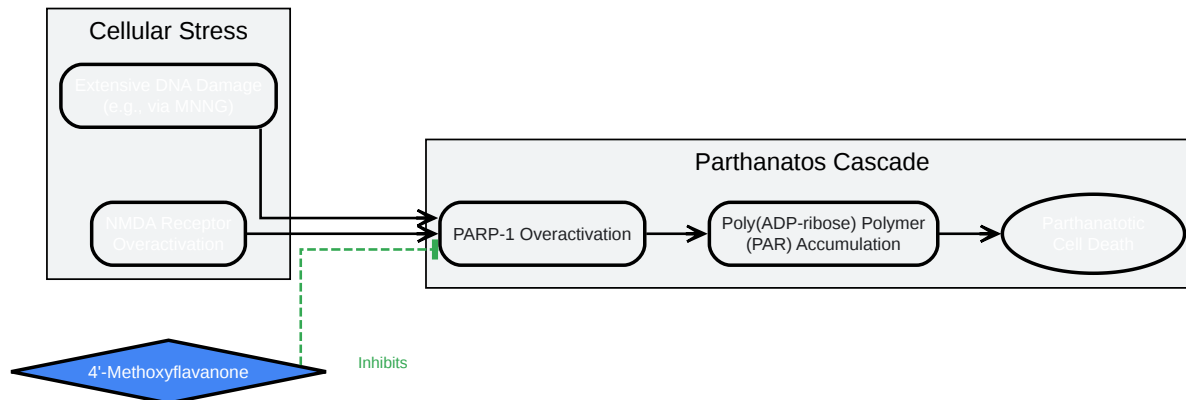 Cellular Stress
Extensive DNA Damage
(e.g., via MNNG)
NMDA Receptor
Overactivation
Parthanatos Cascade
PARP-1 Overactivation
Poly(ADP-ribose) Polymer
(PAR) Accumulation
Parthanatotic
Cell Death
4'-Methoxyflavanone
Inhibits